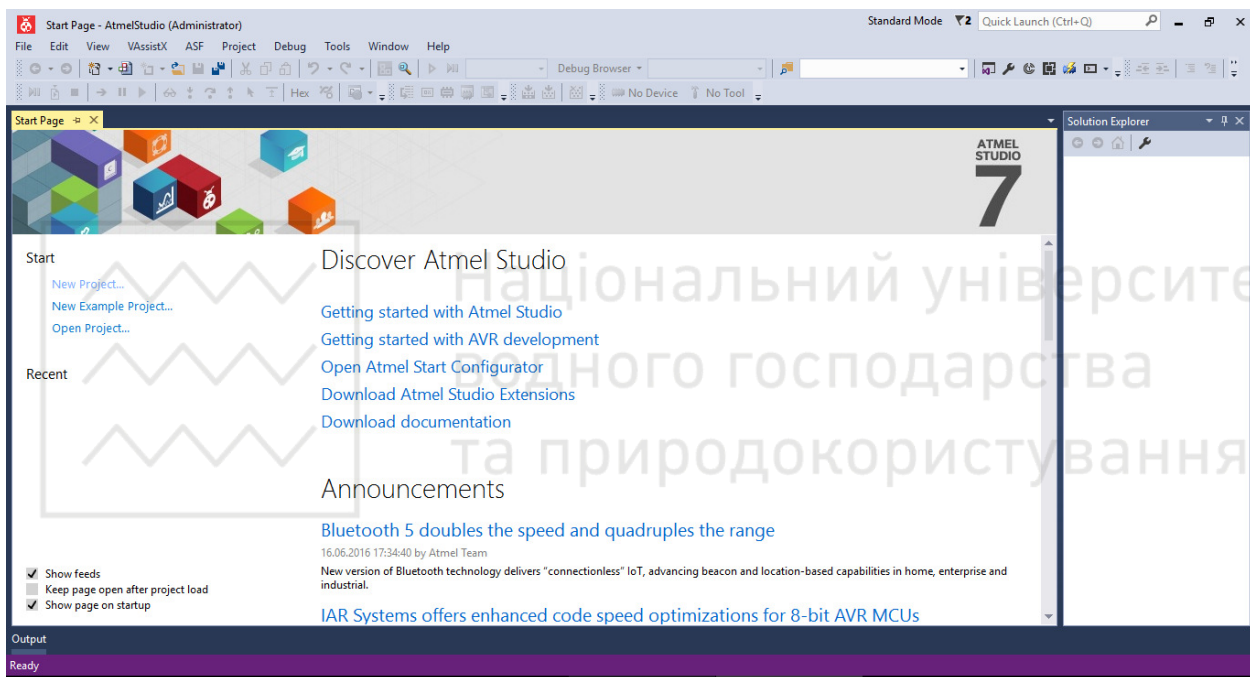 Start Page - AtmelStudio (Administrator)
Standard Mode 2 Quick Launch (Ctrl+Q)
File Edit View VAssistX ASF Project Debug Tools Window Help
Debug Browser
Hex No Device No Tool
Start Page
Solution Explorer
ATMEL
STUDIO
7
Start
New Project...
New Example Project...
Open Project...
Recent
Discover Atmel Studio
Getting started with Atmel Studio
Getting started with AVR development
Open Atmel Start Configurator
Download Atmel Studio Extensions
Download documentation
Announcements
Bluetooth 5 doubles the speed and quadruples the range
16.06.2016 17:34:40 by Atmel Team
New version of Bluetooth technology delivers "connectionless" IoT, advancing beacon and location-based capabilities in home, enterprise and
industrial.
IAR Systems offers enhanced code speed optimizations for 8-bit AVR MCUs
Show feeds
Keep page open after project load
Show page on startup
Національний університе
водного господарства
та природокористування
Output
Ready